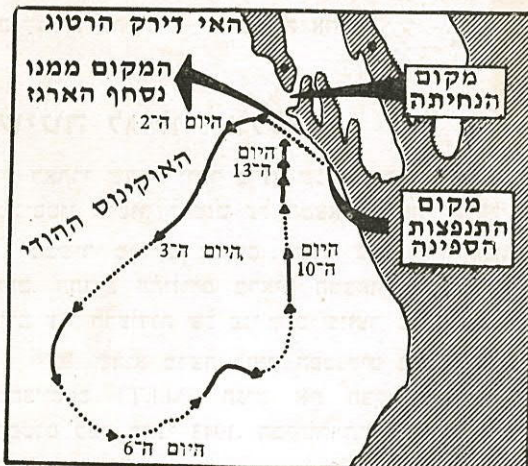 האי דירק הרטוג
המקום ממנו
נסחף הארגז
מקום
הנחיתה
היום ה־2
היום
ה־13
האוקינוס ההודי
מקום
התנפצות
הספינה
היום ה־3
היום
ה־10
היום ה־6